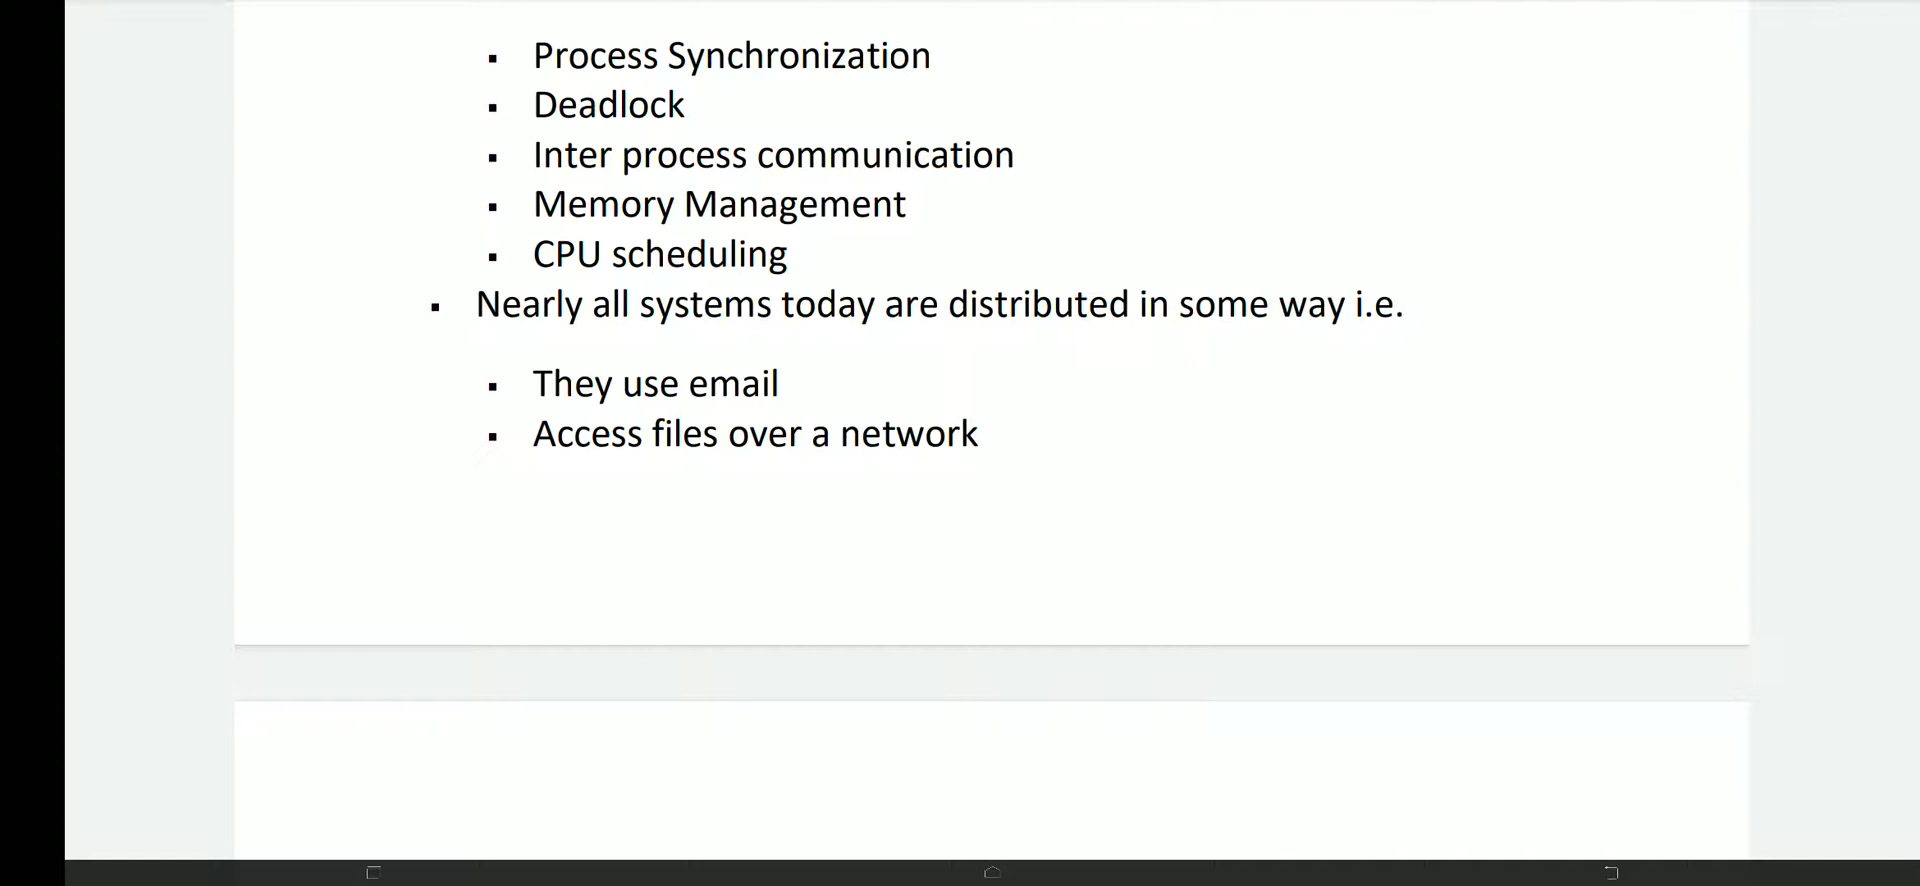 ▪ Process Synchronization
▪ Deadlock
▪ Inter process communication
▪ Memory Management
▪ CPU scheduling
▪ Nearly all systems today are distributed in some way i.e.
▪ They use email
▪ Access files over a network